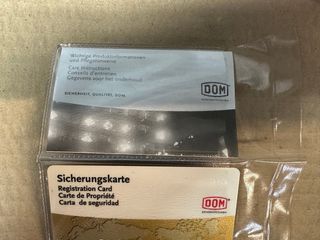 Wichtige Produktinformationen
und Pflegehinweise
Care Instructions
Conseils d'entretien
Gegevens voor het onderhoud
SICHERHEIT, QUALITÄT, DOM.
DOM
Sicherungskarte
Registration Card
Carte de Propriété
Carta de seguridad
DOM